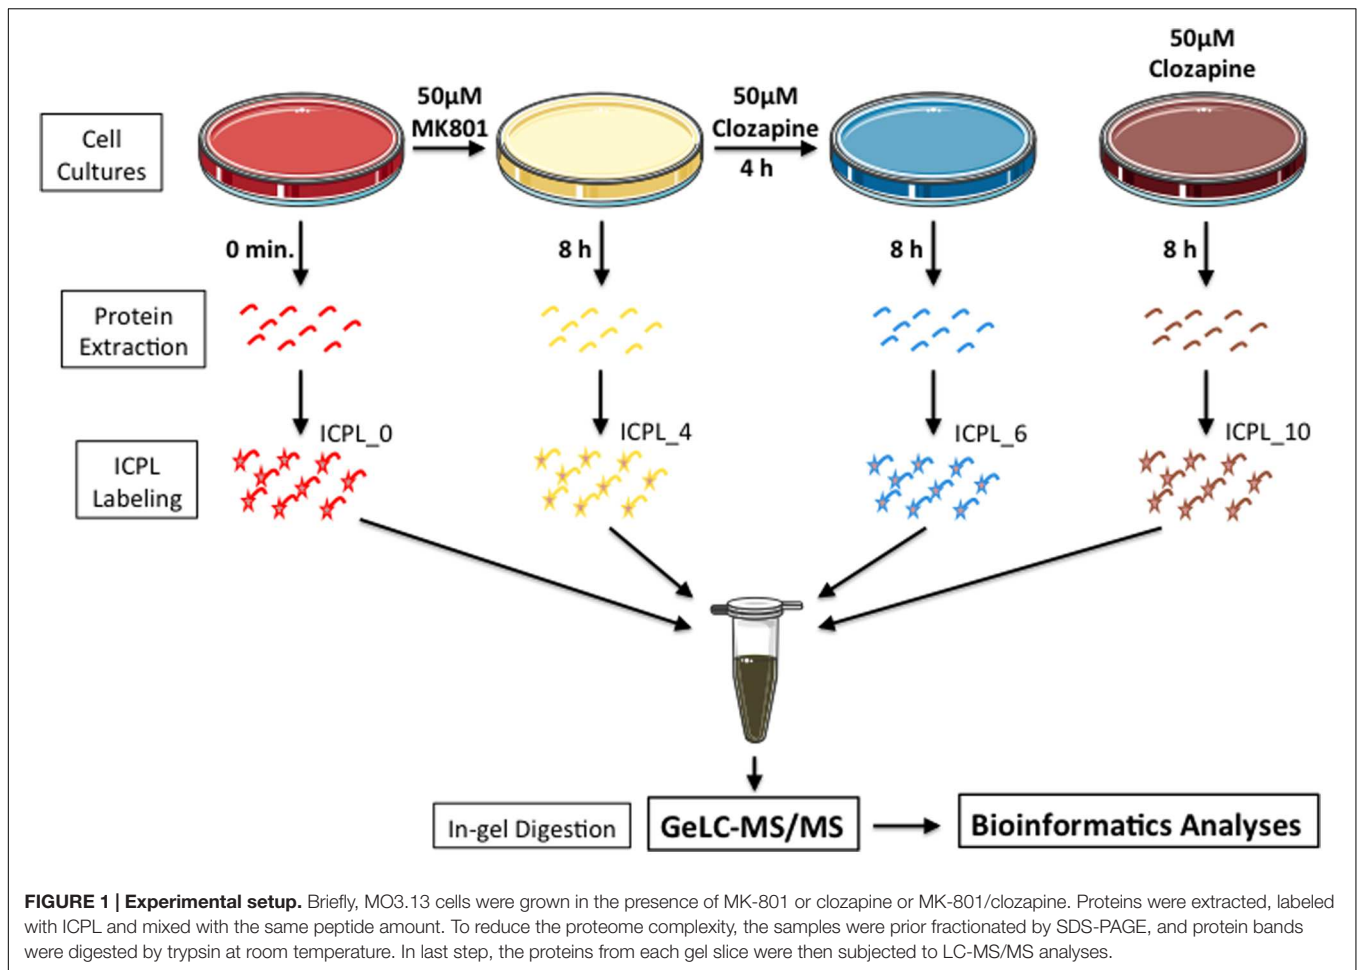 50μM
Clozapine
50μM
MK801
50μM
Clozapine
4 h
Cell
Cultures
0 min.
8 h
8 h
8 h
Protein
Extraction
ICPL_0
ICPL_4
ICPL_6
ICPL_10
ICPL
Labeling
In-gel Digestion
GeLC-MS/MS
Bioinformatics Analyses
FIGURE 1 | Experimental setup. Briefly, MO3.13 cells were grown in the presence of MK-801 or clozapine or MK-801/clozapine. Proteins were extracted, labeled
with ICPL and mixed with the same peptide amount. To reduce the proteome complexity, the samples were prior fractionated by SDS-PAGE, and protein bands
were digested by trypsin at room temperature. In last step, the proteins from each gel slice were then subjected to LC-MS/MS analyses.